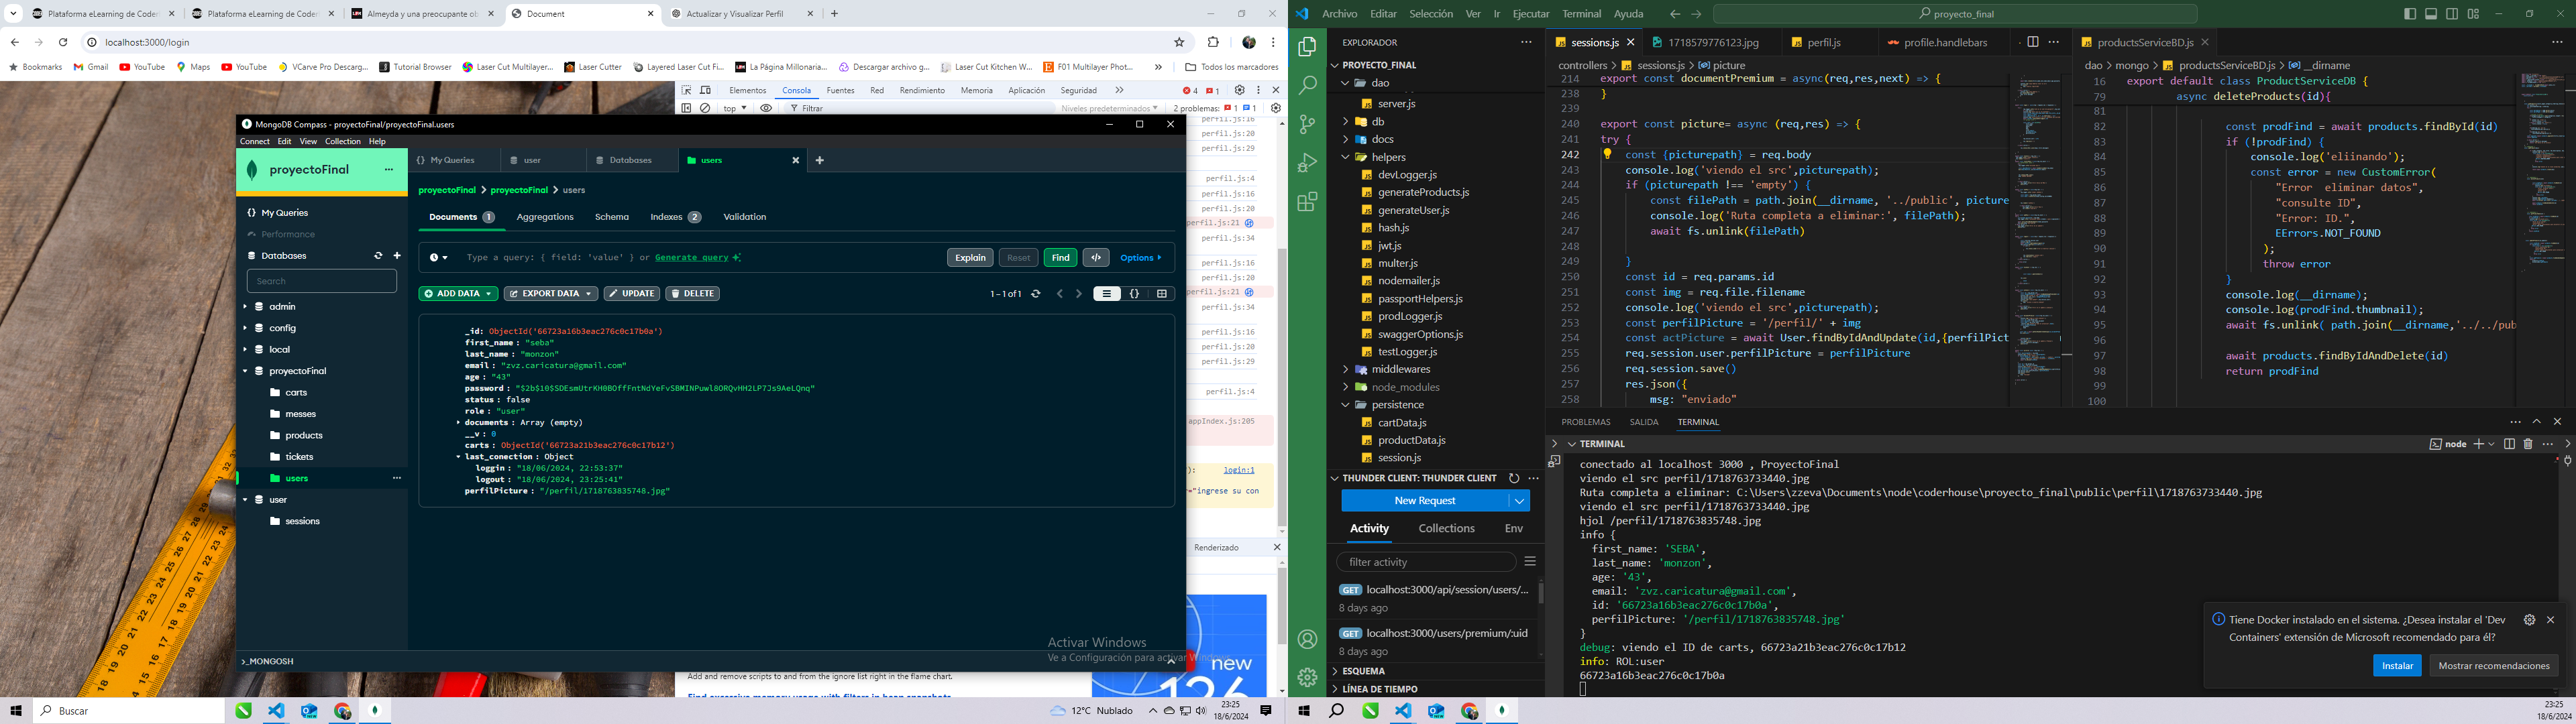 Plataforma eLearning de Coder
Plataforma eLearning de Coder
Almeyda y una preocupante ob
Document
Actualizar y Visualizar Perfil
localhost:3000/login
Bookmarks
Gmail
YouTube
Maps
YouTube
VCarve Pro Descarg...
Tutorial Browser
Laser Cut Multilayer...
Laser Cutter
Layered Laser Cut Fi...
La Página Millonaria...
Descargar archivo g...
Laser Cut Kitchen W...
F01 Multilayer Phot...
Todos los marcadores
Elementos
Consola
Fuentes
Red
Rendimiento
Memoria
Aplicación
Seguridad
4
1
top
Filtrar
Niveles predeterminados
2 problemas:
1
1
perfil.js:16
perfil.js:20
perfil.js:29
perfil.js:4
perfil.js:16
perfil.js:20
perfil.js:21
perfil.js:34
perfil.js:16
perfil.js:20
perfil.js:21
perfil.js:34
perfil.js:16
perfil.js:20
perfil.js:29
perfil.js:4
appIndex.js:205
): login:1
="ingrese su con
Renderizado
new
Add and remove scripts to and from the ignore list right in the flame chart.
MongoDB Compass - proyectoFinal/proyectoFinal.users
Connect Edit View Collection Help
proyectoFinal
My Queries
user
Databases
users
{} My Queries
Performance
Databases
Search
admin
config
local
proyectoFinal
carts
messes
products
tickets
users
user
sessions
>_MONGOSH
proyectoFinal > proyectoFinal > users
Documents 1
Aggregations
Schema
Indexes 2
Validation
Type a query: { field: 'value' } or Generate query
Explain
Reset
Find
</>
Options
ADD DATA
EXPORT DATA
UPDATE
DELETE
1 – 1 of 1
_id: ObjectId('66723a16b3eac276c0c17b0a')
first_name : "seba"
last_name : "monzon"
email : "zvz.caricatura@gmail.com"
age : "43"
password : "$2b$10$SDEsmUtrKH0BOffFntNdYeFvSBMINPuwl8ORQvHH2LP7Js9AeLQnq"
status : false
role : "user"
documents : Array (empty)
__v : 0
carts : ObjectId('66723a21b3eac276c0c17b12')
last_conection : Object
loggin : "18/06/2024, 22:53:37"
logout : "18/06/2024, 23:25:41"
perfilPicture : "/perfil/1718763835748.jpg"
Activar Windows
Ve a Configuración para activar Windows.
Buscar
12°C Nublado
23:25
18/6/2024
Archivo Editar Selección Ver Ir Ejecutar Terminal Ayuda
proyecto_final
EXPLORADOR
PROYECTO_FINAL
dao
server.js
db
docs
helpers
devLogger.js
generateProducts.js
generateUser.js
hash.js
jwt.js
multer.js
nodemailer.js
passportHelpers.js
prodLogger.js
swaggerOptions.js
testLogger.js
middlewares
node_modules
persistence
cartData.js
productData.js
session.js
THUNDER CLIENT: THUNDER CLIENT
New Request
Activity
Collections
Env
filter activity
GET localhost:3000/api/session/users/...
8 days ago
GET localhost:3000/users/premium/:uid
8 days ago
ESQUEMA
LÍNEA DE TIEMPO
sessions.js
1718579776123.jpg
perfil.js
profile.handlebars
controllers > sessions.js > picture
214 export const documentPremium = async(req,res,next) => {
238 }
239
240 export const picture= async (req,res) => {
241 try {
242 const {picturepath} = req.body
243 console.log('viendo el src',picturepath);
244 if (picturepath !== 'empty') {
245 const filePath = path.join(__dirname, '../public', picture
246 console.log('Ruta completa a eliminar:', filePath);
247 await fs.unlink(filePath)
248
249 }
250 const id = req.params.id
251 const img = req.file.filename
252 console.log('viendo el src',picturepath);
253 const perfilPicture = '/perfil/' + img
254 const actPicture = await User.findByIdAndUpdate(id,{perfilPict
255 req.session.user.perfilPicture = perfilPicture
256 req.session.save()
257 res.json({
258 msg: "enviado"
productsServiceBD.js
dao > mongo > productsServiceBD.js > __dirname
16 export default class ProductServiceDB {
79 async deleteProducts(id){
81
82 const prodFind = await products.findById(id)
83 if (!prodFind) {
84 console.log('eliinando');
85 const error = new CustomError(
86 "Error eliminar datos",
87 "consulte ID",
88 "Error: ID.",
89 EErrors.NOT_FOUND
90 );
91 throw error
92 }
93 console.log(__dirname);
94 console.log(prodFind.thumbnail);
95 await fs.unlink( path.join(__dirname,'../../pub
96
97 await products.findByIdAndDelete(id)
98 return prodFind
99
100
PROBLEMAS SALIDA TERMINAL
TERMINAL
node
conectado al localhost 3000 , ProyectoFinal
viendo el src perfil/1718763733440.jpg
Ruta completa a eliminar: C:\Users\zzeva\Documents\node\coderhouse\proyecto_final\public\perfil\1718763733440.jpg
viendo el src perfil/1718763733440.jpg
hjol /perfil/1718763835748.jpg
info {
first_name: 'SEBA',
last_name: 'monzon',
age: '43',
email: 'zvz.caricatura@gmail.com',
id: '66723a16b3eac276c0c17b0a',
perfilPicture: '/perfil/1718763835748.jpg'
}
debug: viendo el ID de carts, 66723a21b3eac276c0c17b12
info: ROL:user
66723a16b3eac276c0c17b0a
Tiene Docker instalado en el sistema. ¿Desea instalar el 'Dev
Containers' extensión de Microsoft recomendado para él?
Instalar
Mostrar recomendaciones
23:25
18/6/2024